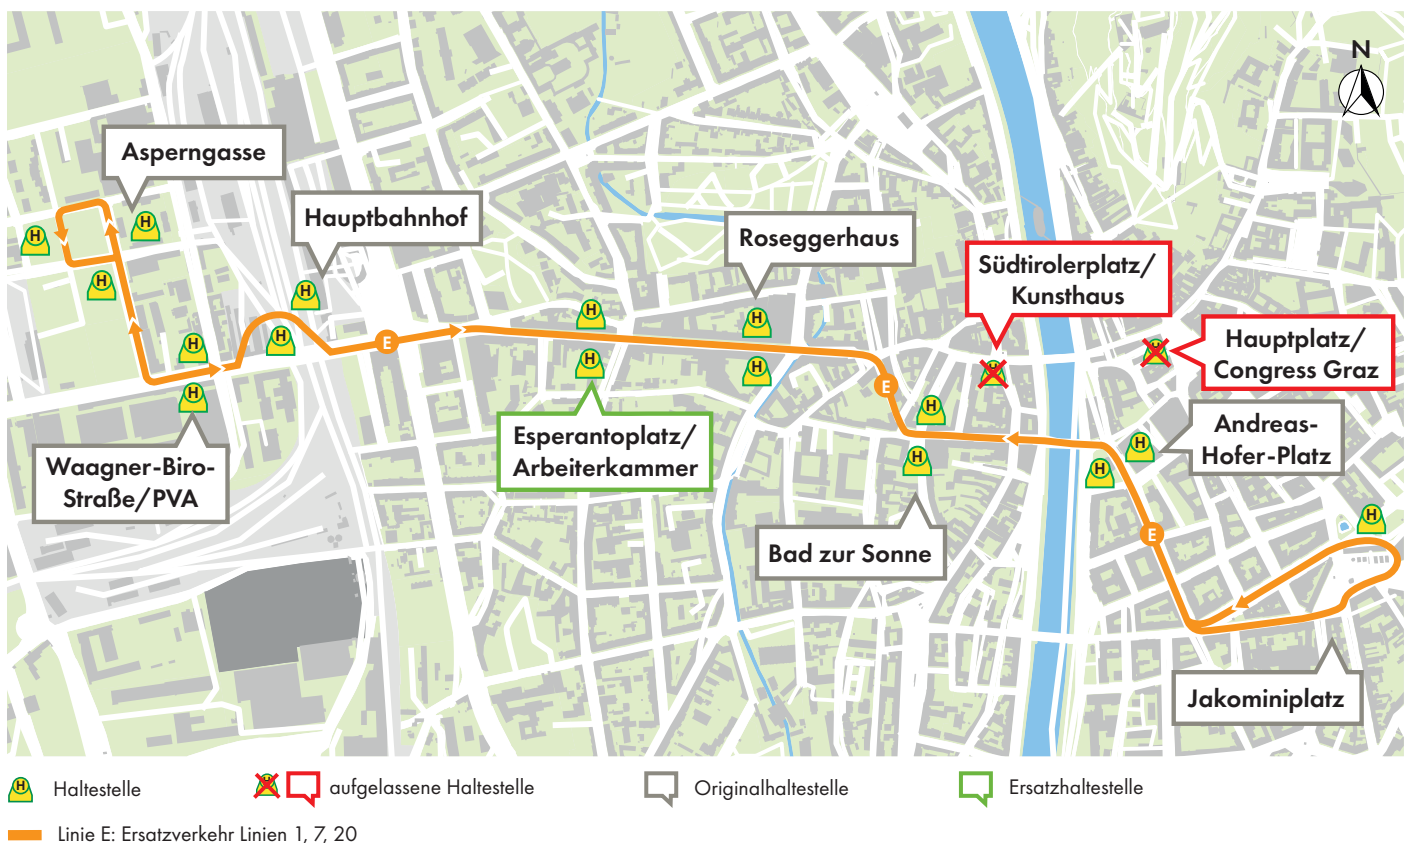 N
Asperngasse
H
H
Hauptbahnhof
H
H
H
Roseggerhaus
Südtirolerplatz/
Kunsthaus
H
E
H
H
H
H
H
H
H
Hauptplatz/
Congress Graz
E
H
H
Esperantoplatz/
Arbeiterkammer
Waagner-Biro-
Straße/PVA
H
H
Andreas-
Hofer-Platz
H
H
Bad zur Sonne
E
H
Jakominiplatz
H Haltestelle
H aufgelassene Haltestelle
Originalhaltestelle
Ersatzhaltestelle
Linie E: Ersatzverkehr Linien 1, 7, 20